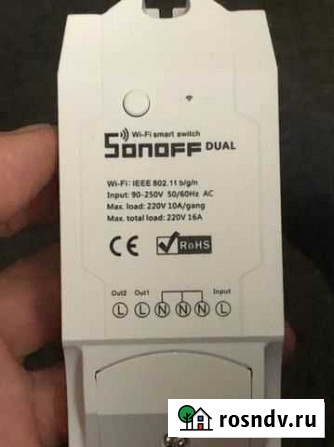 Wi-Fi smart switch
SONOFF DUAL
Wi-Fi: IEEE 802.11 b/g/n
Input: 90-250V 50/60Hz AC
Max. load: 220V 10A/gang
Max. total load: 220V 16A
CE RoHS
Out2 Out1 Input
L L N N N L
rosndv.ru